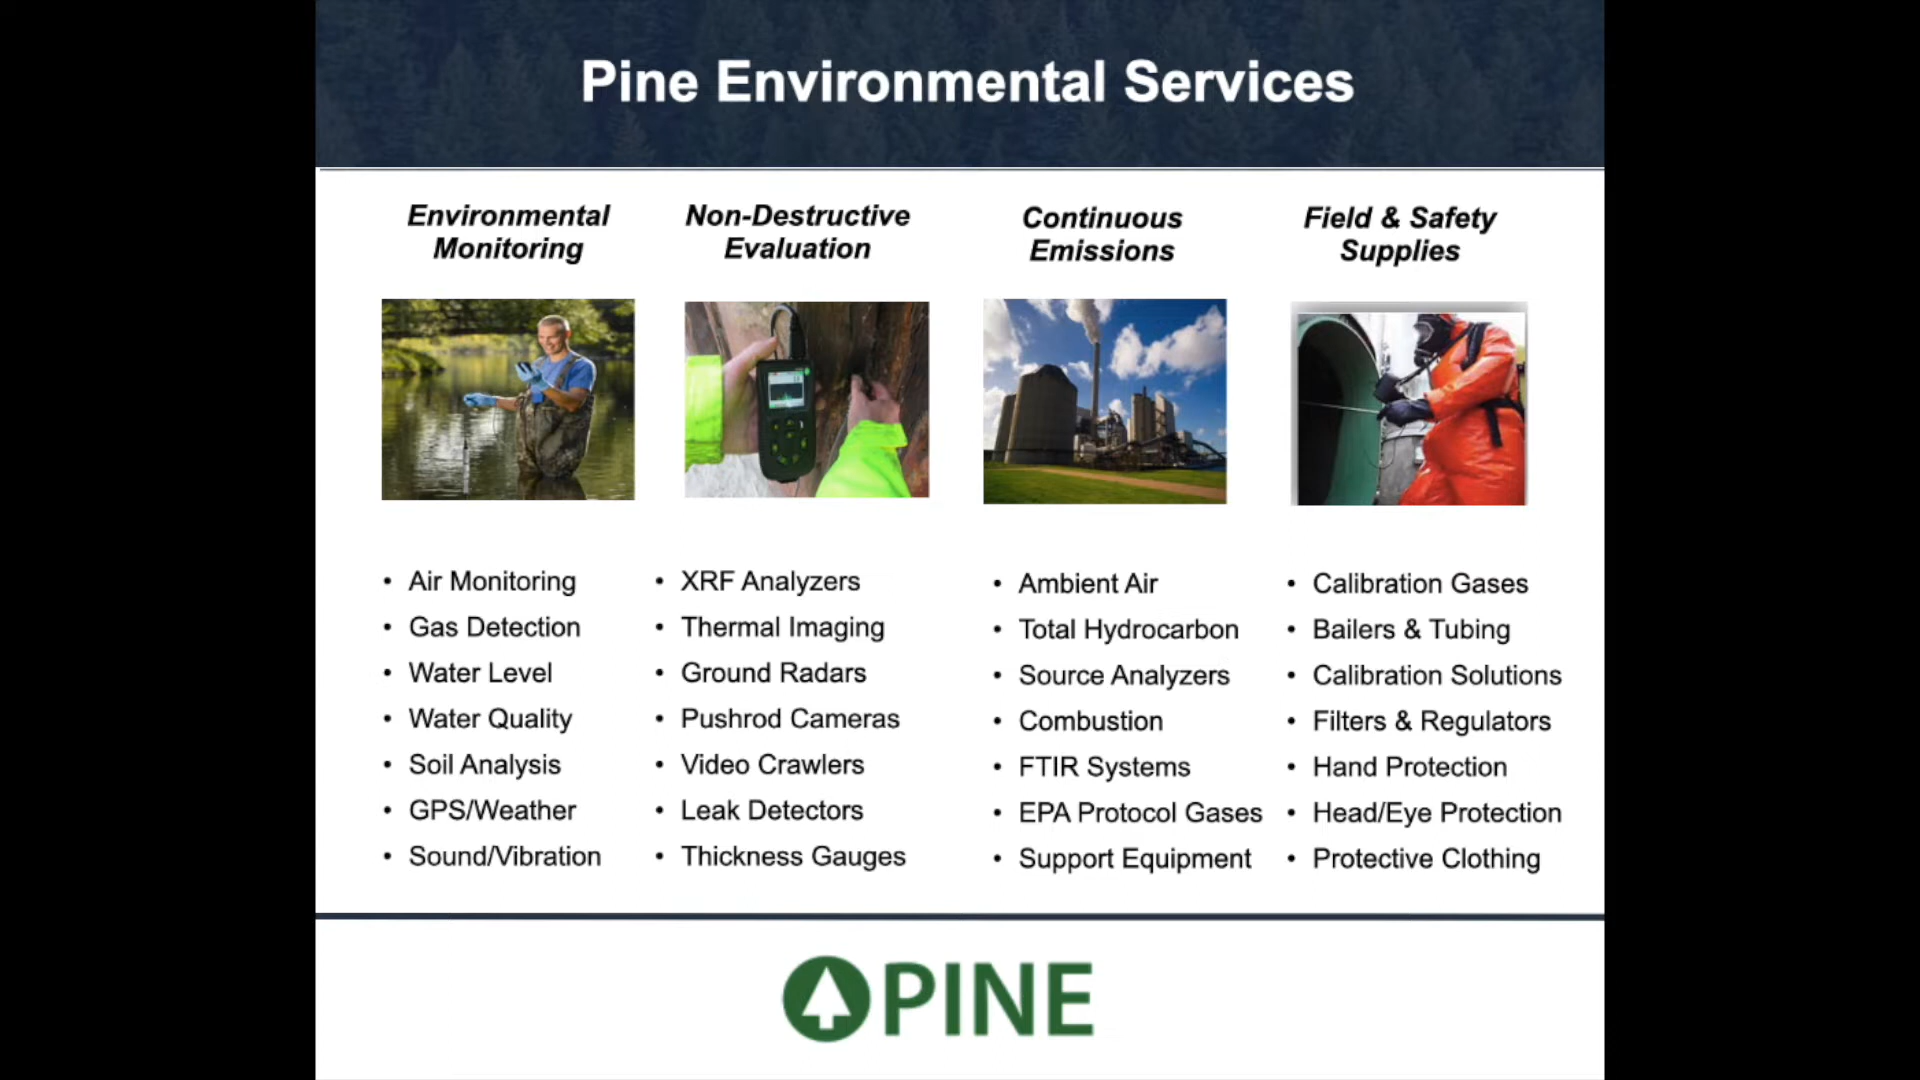 Pine Environmental Services
Environmental
Monitoring
Non-Destructive
Evaluation
Continuous
Emissions
Field & Safety
Supplies
• Air Monitoring
• Gas Detection
• Water Level
• Water Quality
• Soil Analysis
• GPS/Weather
• Sound/Vibration
• XRF Analyzers
• Thermal Imaging
• Ground Radars
• Pushrod Cameras
• Video Crawlers
• Leak Detectors
• Thickness Gauges
• Ambient Air
• Total Hydrocarbon
• Source Analyzers
• Combustion
• FTIR Systems
• EPA Protocol Gases
• Support Equipment
• Calibration Gases
• Bailers & Tubing
• Calibration Solutions
• Filters & Regulators
• Hand Protection
• Head/Eye Protection
• Protective Clothing
PINE